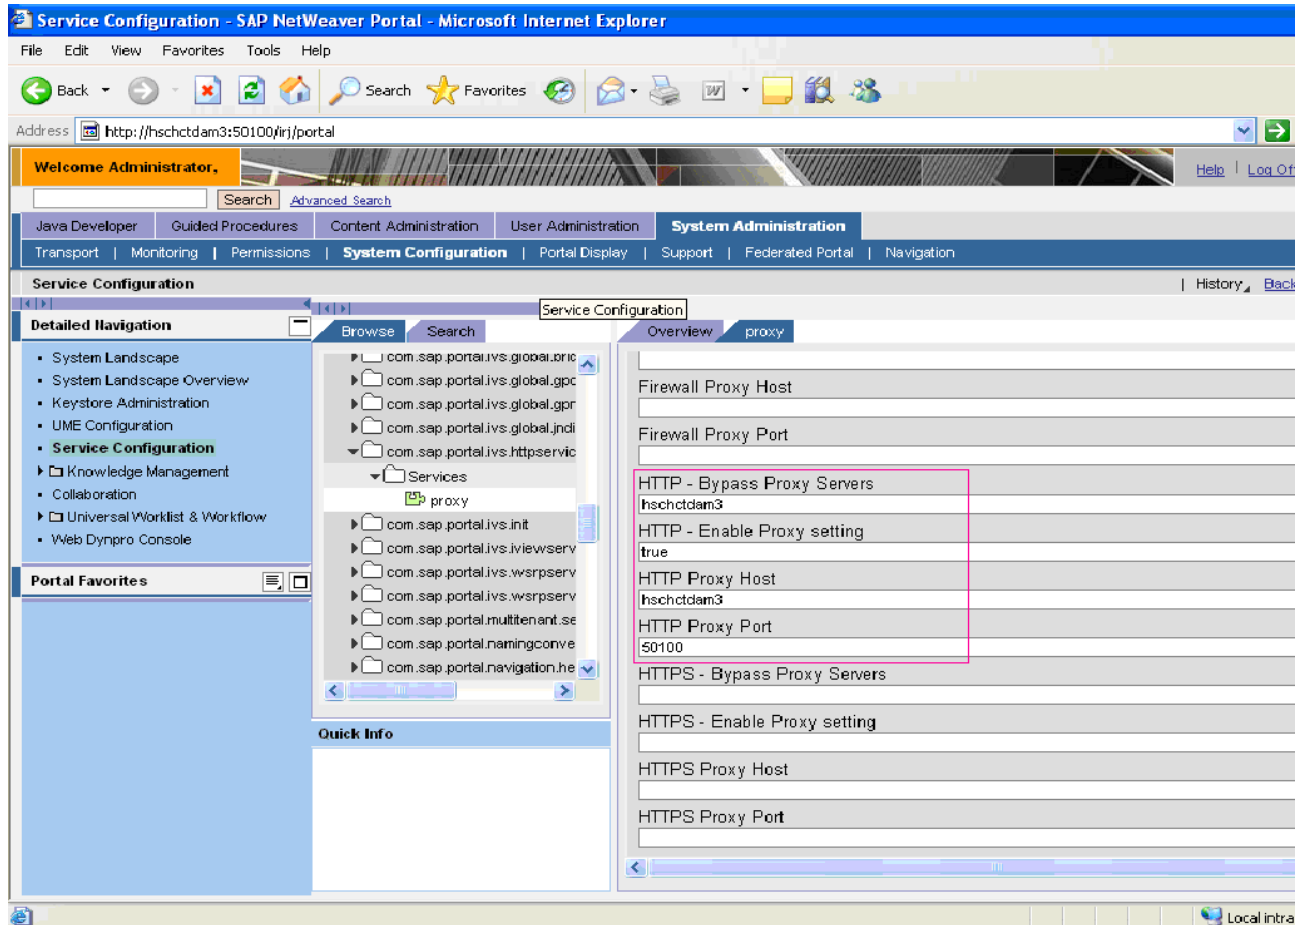 Service Configuration - SAP NetWeaver Portal - Microsoft Internet Explorer
File Edit View Favorites Tools Help
Back Search Favorites
Address http://hschctdam3:50100/irj/portal
Welcome Administrator,
Help | Log Off
Search Advanced Search
Java Developer Guided Procedures Content Administration User Administration System Administration
Transport | Monitoring | Permissions | System Configuration | Portal Display | Support | Federated Portal | Navigation
Service Configuration
| History Back
Service Configuration
Detailed Navigation
System Landscape
System Landscape Overview
Keystore Administration
UME Configuration
Service Configuration
Knowledge Management
Collaboration
Universal Worklist & Workflow
Web Dynpro Console
Portal Favorites
Browse Search
com.sap.portal.ivs.global.bric
com.sap.portal.ivs.global.gpc
com.sap.portal.ivs.global.gpr
com.sap.portal.ivs.global.jndi
com.sap.portal.ivs.httpservic
Services
proxy
com.sap.portal.ivs.init
com.sap.portal.ivs.iviewserv
com.sap.portal.ivs.wsrpserv
com.sap.portal.ivs.wsrpserv
com.sap.portal.multitenant.se
com.sap.portal.namingconve
com.sap.portal.navigation.he
Quick Info
Overview proxy
Firewall Proxy Host
Firewall Proxy Port
HTTP - Bypass Proxy Servers
hschctdam3
HTTP - Enable Proxy setting
true
HTTP Proxy Host
hschctdam3
HTTP Proxy Port
50100
HTTPS - Bypass Proxy Servers
HTTPS - Enable Proxy setting
HTTPS Proxy Host
HTTPS Proxy Port
Local intra